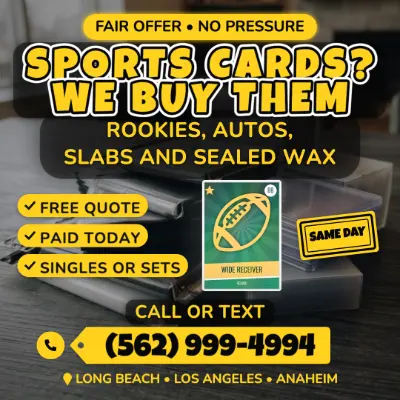 FAIR OFFER • NO PRESSURE
SPORTS CARDS?
WE BUY THEM
ROOKIES, AUTOS,
SLABS AND SEALED WAX
FREE QUOTE
PAID TODAY
SINGLES OR SETS
88
WIDE RECEIVER
SAME DAY
CALL OR TEXT
(562) 999-4994
LONG BEACH • LOS ANGELES • ANAHEIM